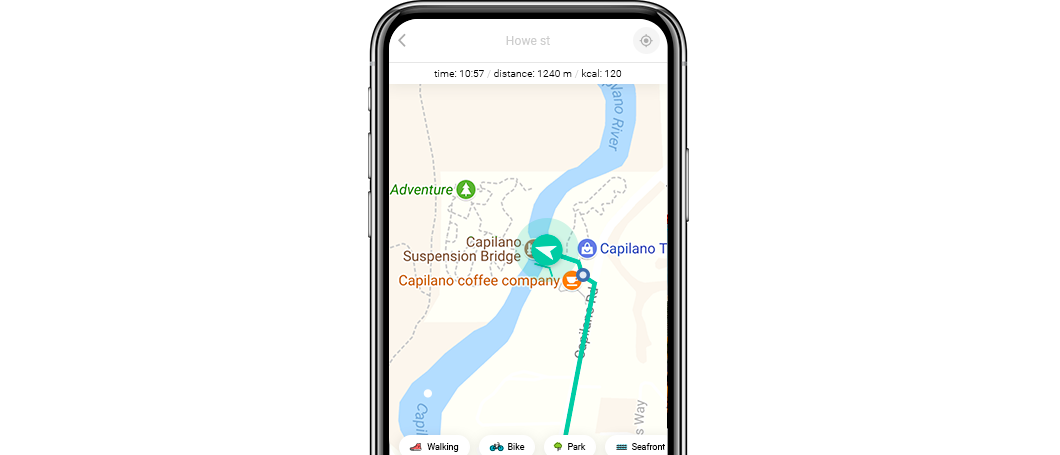 Howe st
time: 10:57 / distance: 1240 m / kcal: 120
River
Adventure
Capilano
Suspension Bridge
Capilano T
Capilano coffee company
Capilano Rd
Capil
s Way
Walking
Bike
Park
Seafront